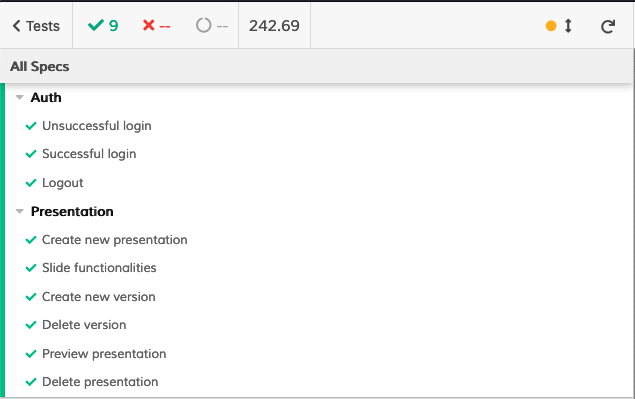 Tests 9 -- -- 242.69
All Specs
Auth
Unsuccessful login
Successful login
Logout
Presentation
Create new presentation
Slide functionalities
Create new version
Delete version
Preview presentation
Delete presentation